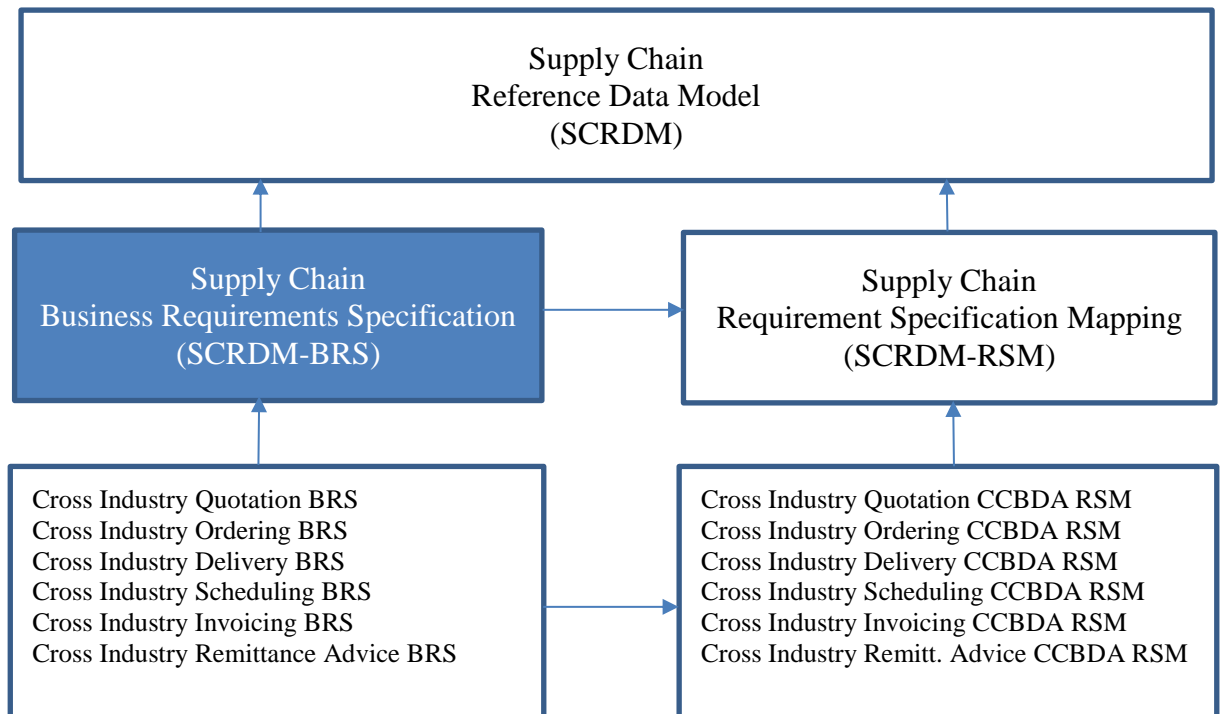 Supply Chain
Reference Data Model
(SCRDM)
Supply Chain
Business Requirements Specification
(SCRDM-BRS)
Supply Chain
Requirement Specification Mapping
(SCRDM-RSM)
Cross Industry Quotation BRS
Cross Industry Ordering BRS
Cross Industry Delivery BRS
Cross Industry Scheduling BRS
Cross Industry Invoicing BRS
Cross Industry Remittance Advice BRS
Cross Industry Quotation CCBDA RSM
Cross Industry Ordering CCBDA RSM
Cross Industry Delivery CCBDA RSM
Cross Industry Scheduling CCBDA RSM
Cross Industry Invoicing CCBDA RSM
Cross Industry Remitt. Advice CCBDA RSM